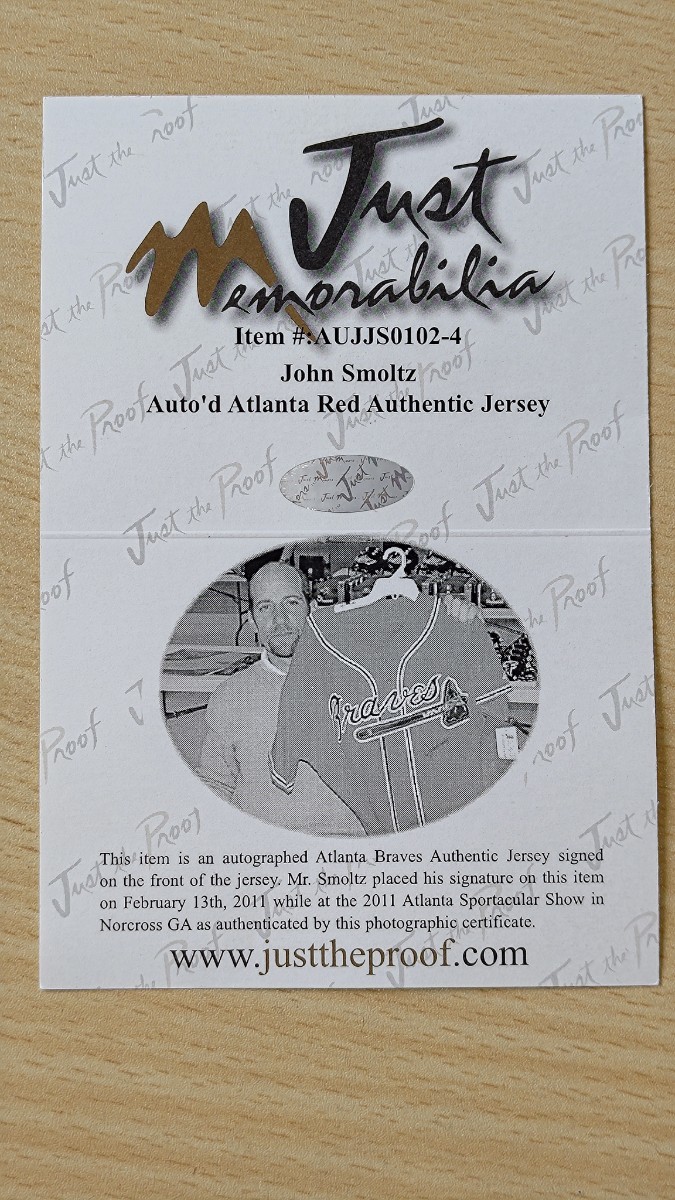 Just
Memorabilia
Item #:AUJJS0102-4
John Smoltz
Auto'd Atlanta Red Authentic Jersey
Braves
This item is an autographed Atlanta Braves Authentic Jersey signed
on the front of the jersey. Mr. Smoltz placed his signature on this item
on February 13th, 2011 while at the 2011 Atlanta Sportacular Show in
Norcross GA as authenticated by this photographic certificate.
www.justtheproof.com
Just the Proof